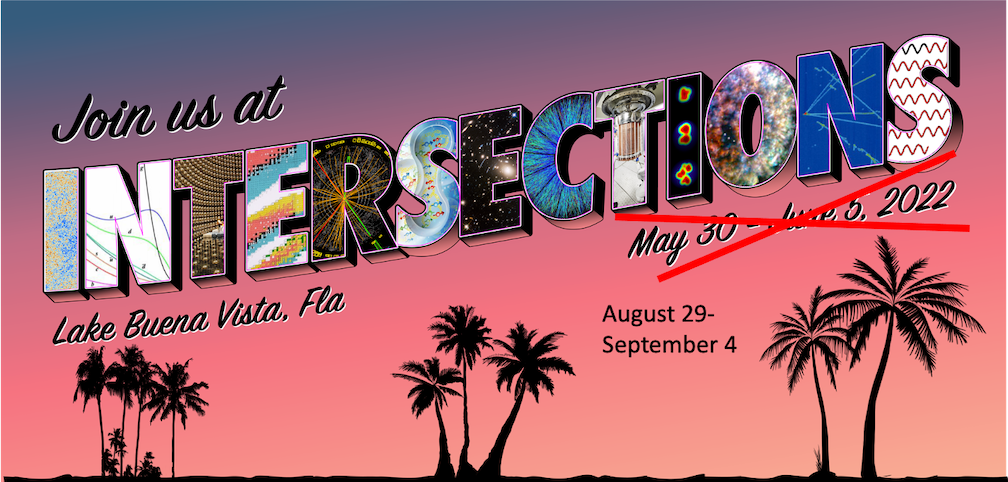 Join us at
INTERSECTIONS
May 30 - June 5, 2022
Lake Buena Vista, Fla
August 29-
September 4